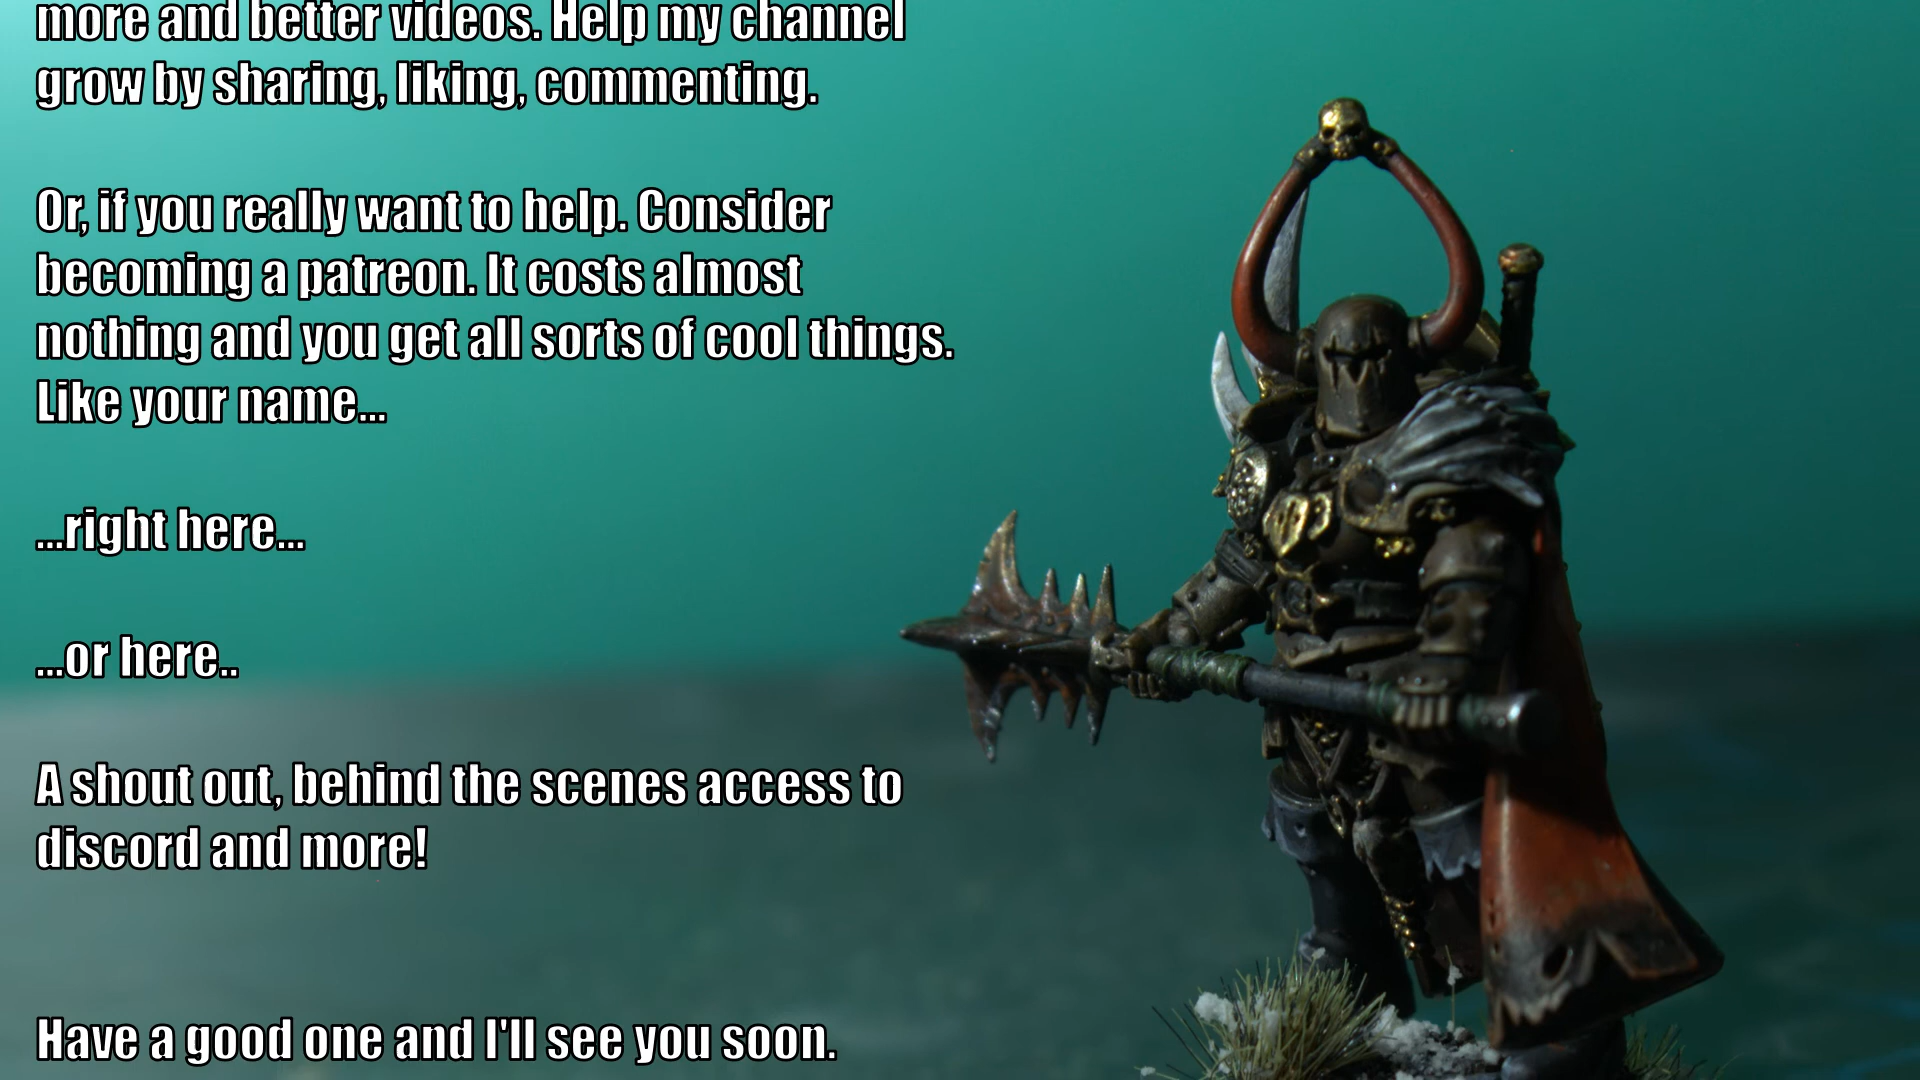 more and better videos. Help my channel
grow by sharing, liking, commenting.
Or, if you really want to help. Consider
becoming a patreon. It costs almost
nothing and you get all sorts of cool things.
Like your name...
...right here...
...or here..
A shout out, behind the scenes access to
discord and more!
Have a good one and I'll see you soon.